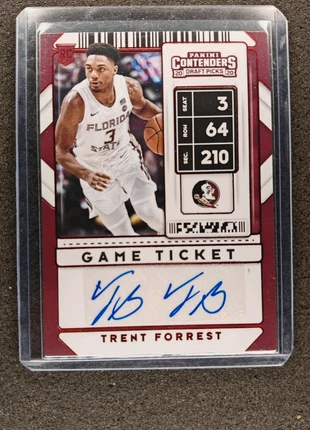 RC
PANINI
CONTENDERS
20 DRAFT PICKS 20
SEAT 3
ROW 64
SEC. 210
FLORIDA
STATE
3
GAME TICKET
TRENT FORREST